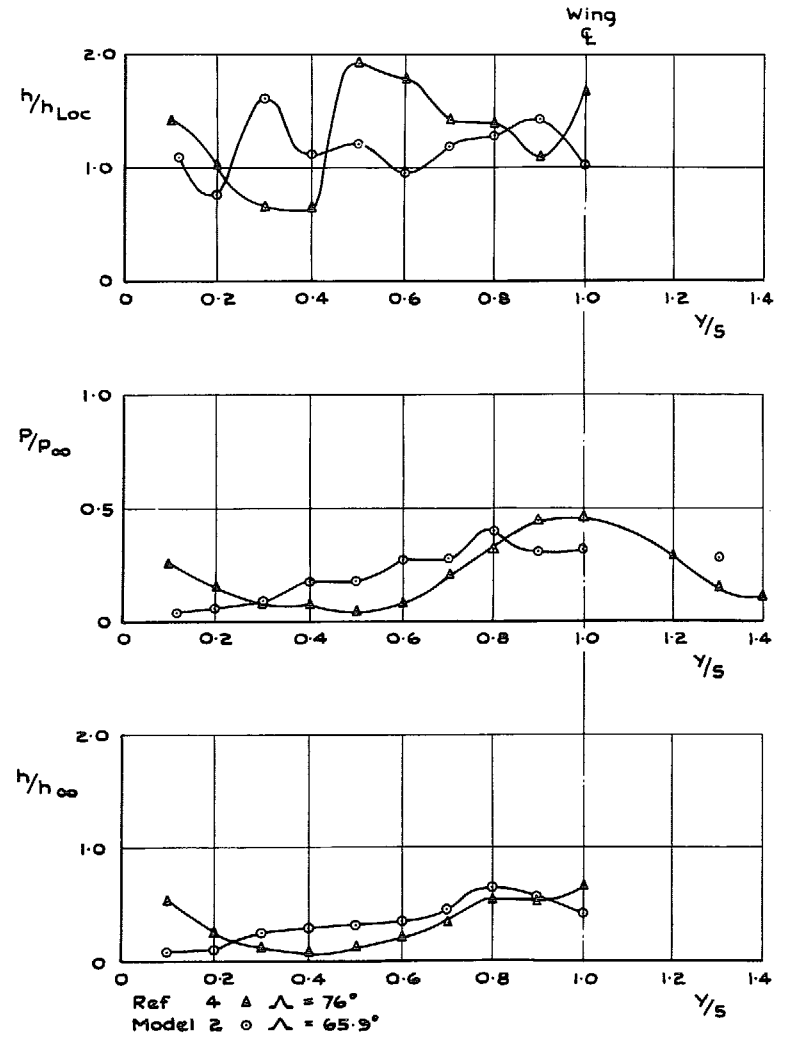 Wing
℄
2·0
h/h Loc
1·0
0
0 0·2 0·4 0·6 0·8 1·0 1·2 1·4
Y/S
1·0
P/p∞
0·5
0
0 0·2 0·4 0·6 0·8 1·0 1·2 1·4
Y/S
2·0
h/h∞
1·0
0
0 0·2 0·4 0·6 0·8 1·0 1·2 1·4
Y/S
Ref 4 △ Λ = 76°
Model 2 ⊙ Λ = 65·9°